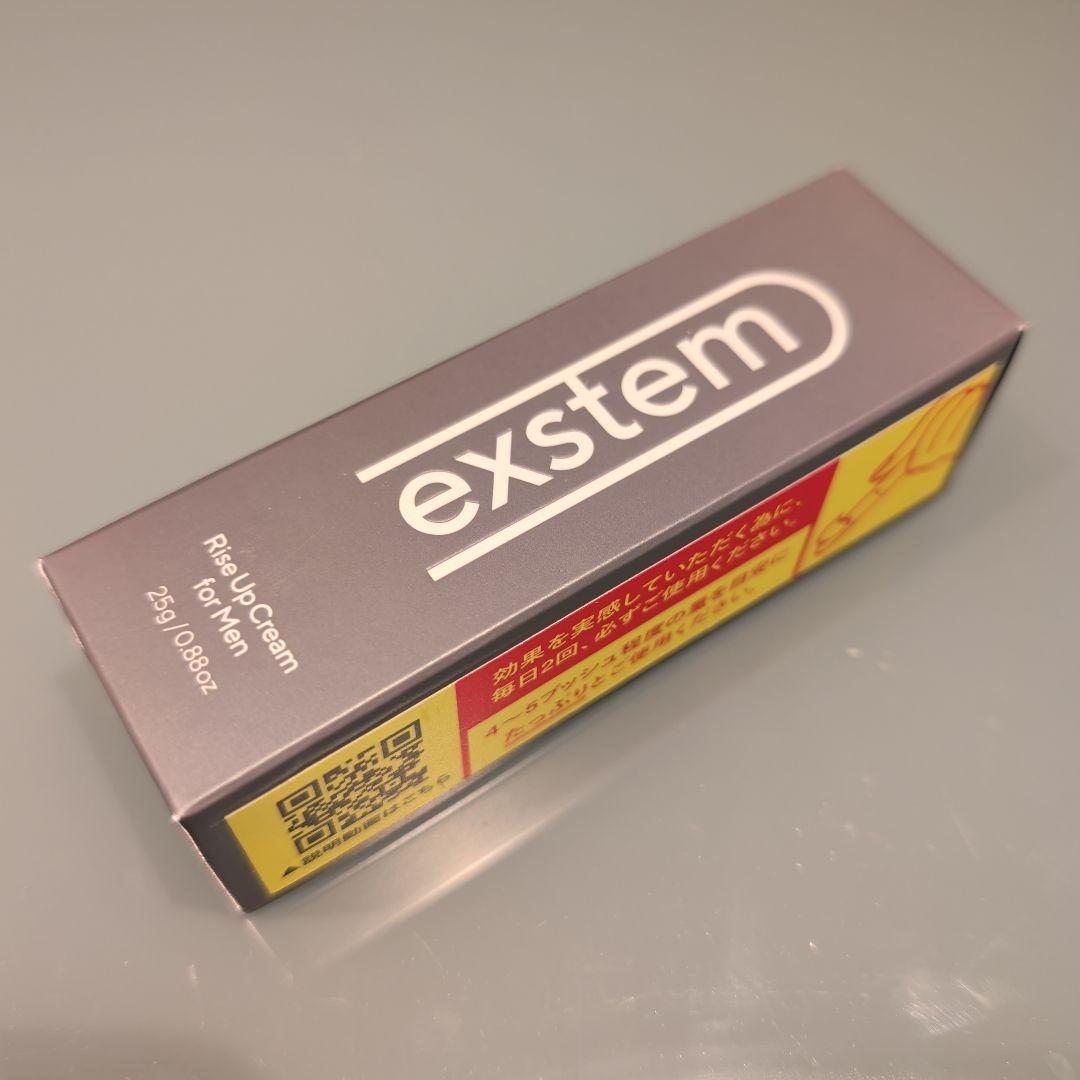 exstem
Rise Up Cream
for Men
25g/0.88oz
効果を実感していただく為に、
毎日2回、必ずご使用ください。
4～5プッシュ程度の量を目安に
たっぷりとご使用ください。
▲説明動画はこちら